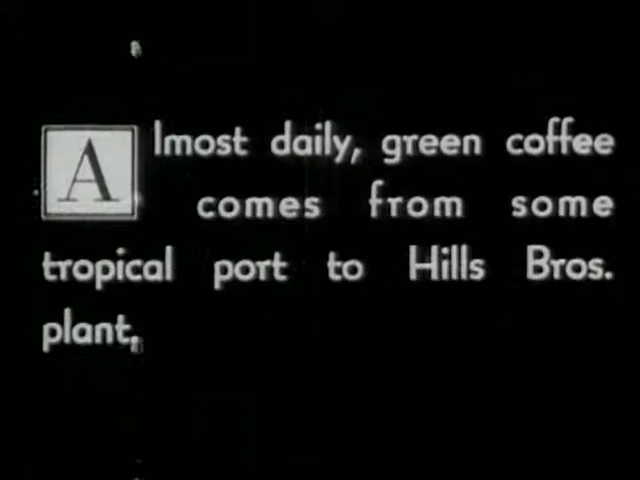 Almost daily, green coffee
comes from some
tropical port to Hills Bros.
plant,